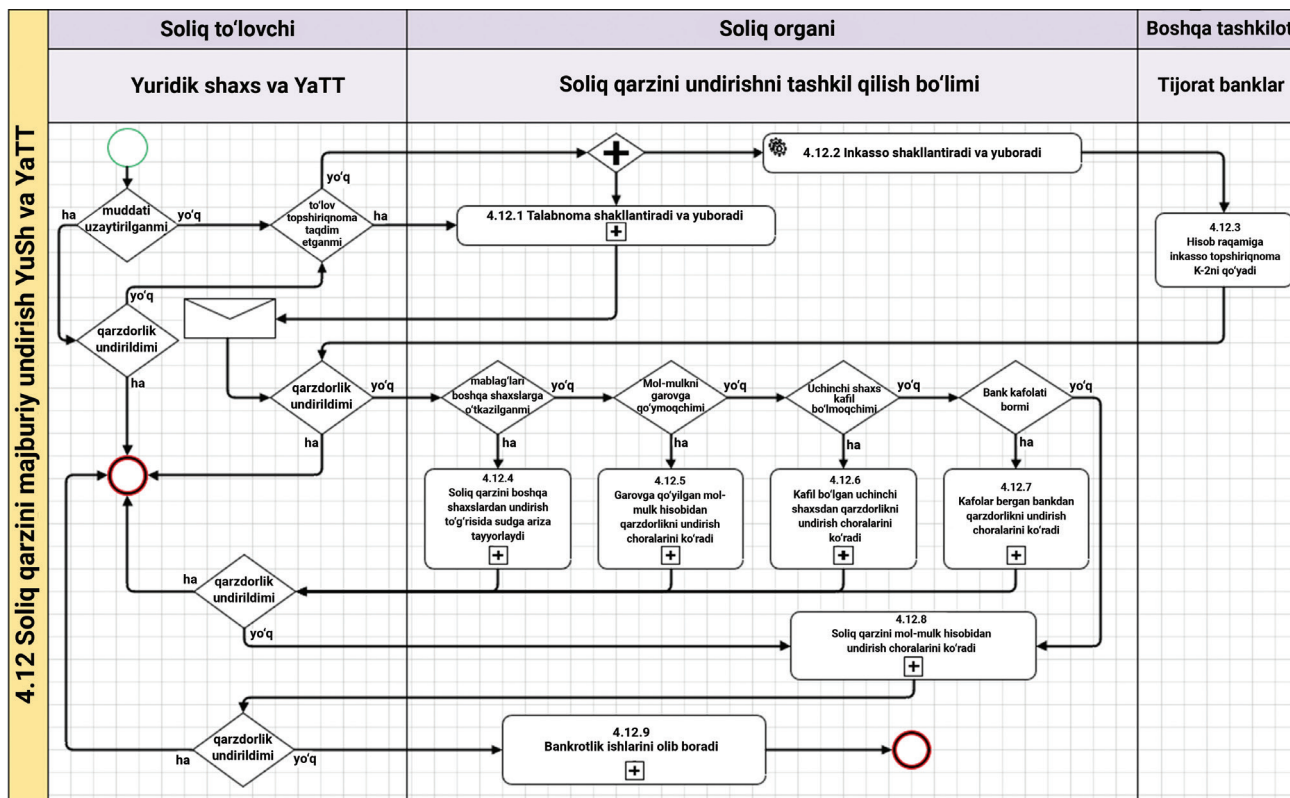 Soliq to‘lovchi
Soliq organi
Boshqa tashkilot
Yuridik shaxs va YaTT
Soliq qarzini undirishni tashkil qilish bo‘limi
Tijorat banklar
4.12 Soliq qarzini majburiy undirish YuSh va YaTT
muddati
uzaytirilganmi
ha
yo‘q
to‘lov
topshiriqnoma
taqdim
etganmi
yo‘q
ha
4.12.2 Inkasso shakllantiradi va yuboradi
4.12.1 Talabnoma shakllantiradi va yuboradi
4.12.3
Hisob raqamiga
inkasso topshiriqnoma
K-2ni qo‘yadi
qarzdorlik
undirildimi
yo‘q
ha
qarzdorlik
undirildimi
yo‘q
ha
mablag‘lari
boshqa shaxslarga
o‘tkazilganmi
yo‘q
ha
Mol-mulkni
garovga
qo‘ymoqchimi
yo‘q
ha
Uchinchi shaxs
kafil
bo‘lmoqchimi
yo‘q
ha
Bank kafolati
bormi
yo‘q
ha
4.12.4
Soliq qarzini boshqa
shaxslardan undirish
to‘g‘risida sudga ariza
tayyorlaydi
4.12.5
Garovga qo‘yilgan mol-
mulk hisobidan
qarzdorlikni undirish
choralarini ko‘radi
4.12.6
Kafil bo‘lgan uchinchi
shaxsdan qarzdorlikni
undirish choralarini
ko‘radi
4.12.7
Kafolar bergan bankdan
qarzdorlikni undirish
choralarini ko‘radi
qarzdorlik
undirildimi
ha
yo‘q
4.12.8
Soliq qarzini mol-mulk hisobidan
undirish choralarini ko‘radi
qarzdorlik
undirildimi
ha
yo‘q
4.12.9
Bankrotlik ishlarini olib boradi